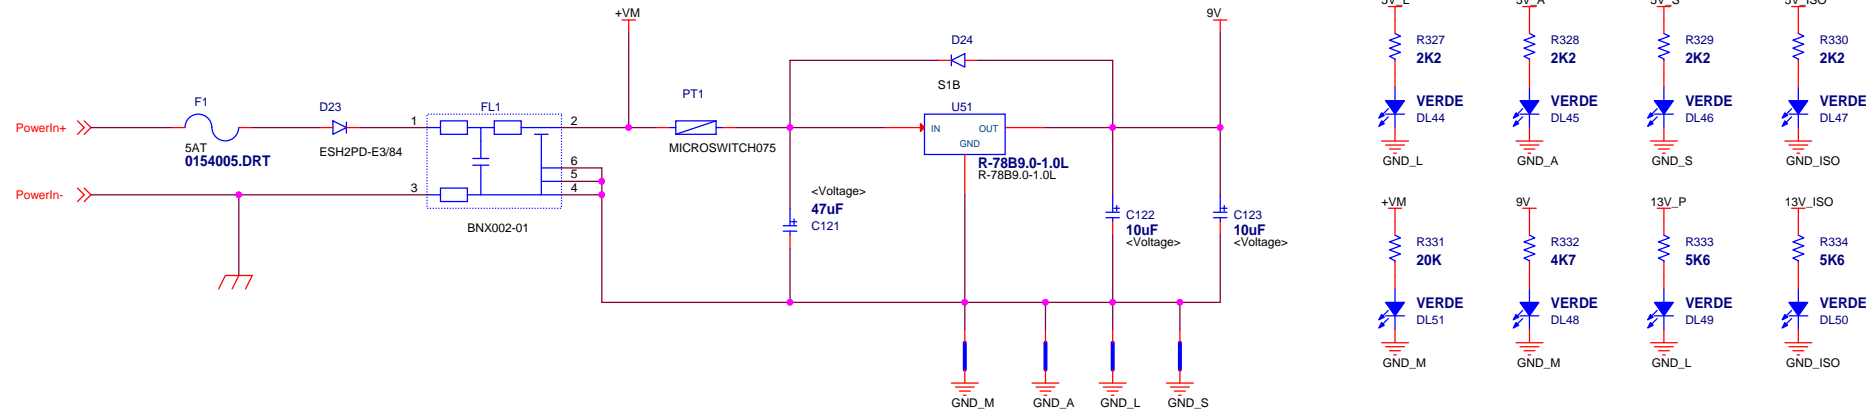 +VM
9V
5V_L
5V_A
5V_S
5V_ISO
D24
S1B
R327
2K2
R328
2K2
R329
2K2
R330
2K2
F1
5AT
0154005.DRT
D23
ESH2PD-E3/84
FL1
BNX002-01
1
2
3
4
5
6
PT1
MICROSWITCH075
U51
IN
OUT
GND
R-78B9.0-1.0L
R-78B9.0-1.0L
PowerIn+
PowerIn-
VERDE
DL44
VERDE
DL45
VERDE
DL46
VERDE
DL47
GND_L
GND_A
GND_S
GND_ISO
<Voltage>
47uF
C121
C122
10uF
<Voltage>
C123
10uF
<Voltage>
+VM
9V
13V_P
13V_ISO
R331
20K
R332
4K7
R333
5K6
R334
5K6
VERDE
DL51
VERDE
DL48
VERDE
DL49
VERDE
DL50
GND_M
GND_M
GND_L
GND_ISO
GND_M
GND_A
GND_L
GND_S